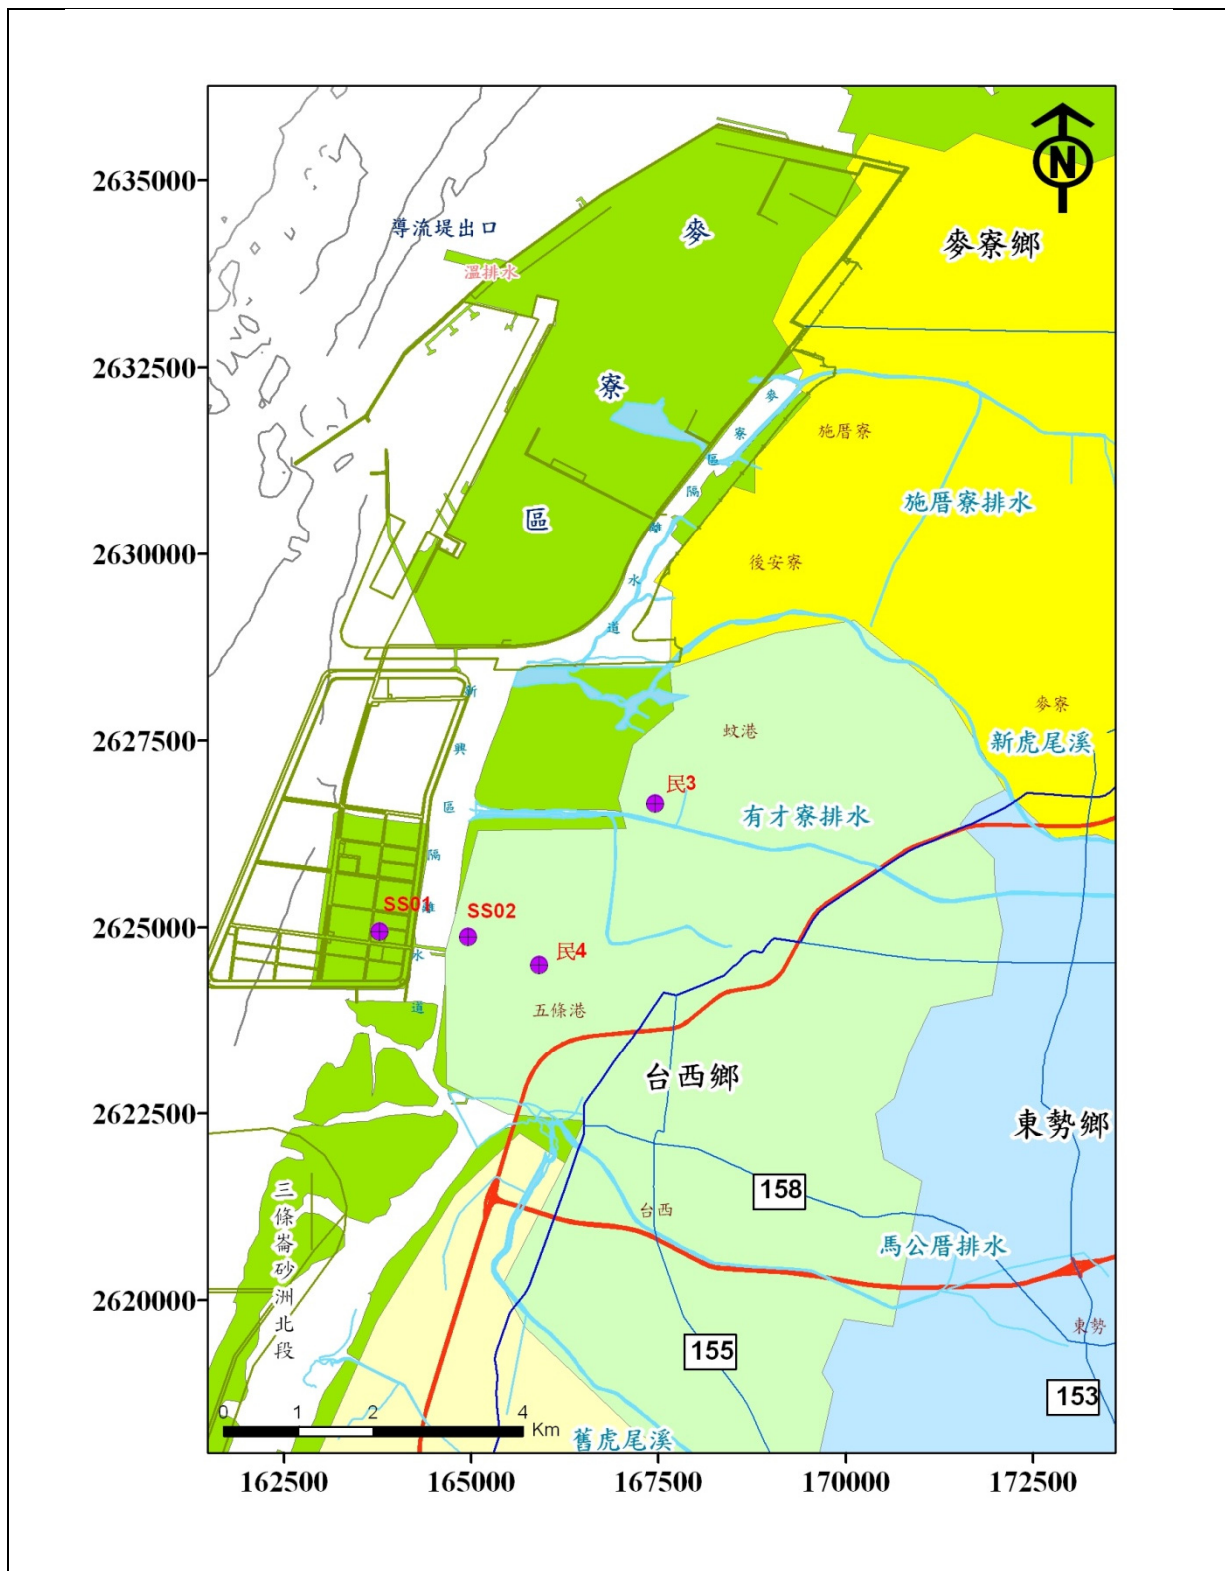 N
2635000
2632500
2630000
2627500
2625000
2622500
2620000
導流堤出口
溫排水
麥
寮
區
麥寮鄉
麥寮區隔離水道
施厝寮
施厝寮排水
後安寮
麥寮
新虎尾溪
蚊港
民3
有才寮排水
新興區隔離水道
SS01
SS02
民4
五條港
台西鄉
東勢鄉
158
台西
馬公厝排水
三條崙砂洲北段
東勢
155
153
0 1 2 4
Km
舊虎尾溪
162500 165000 167500 170000 172500